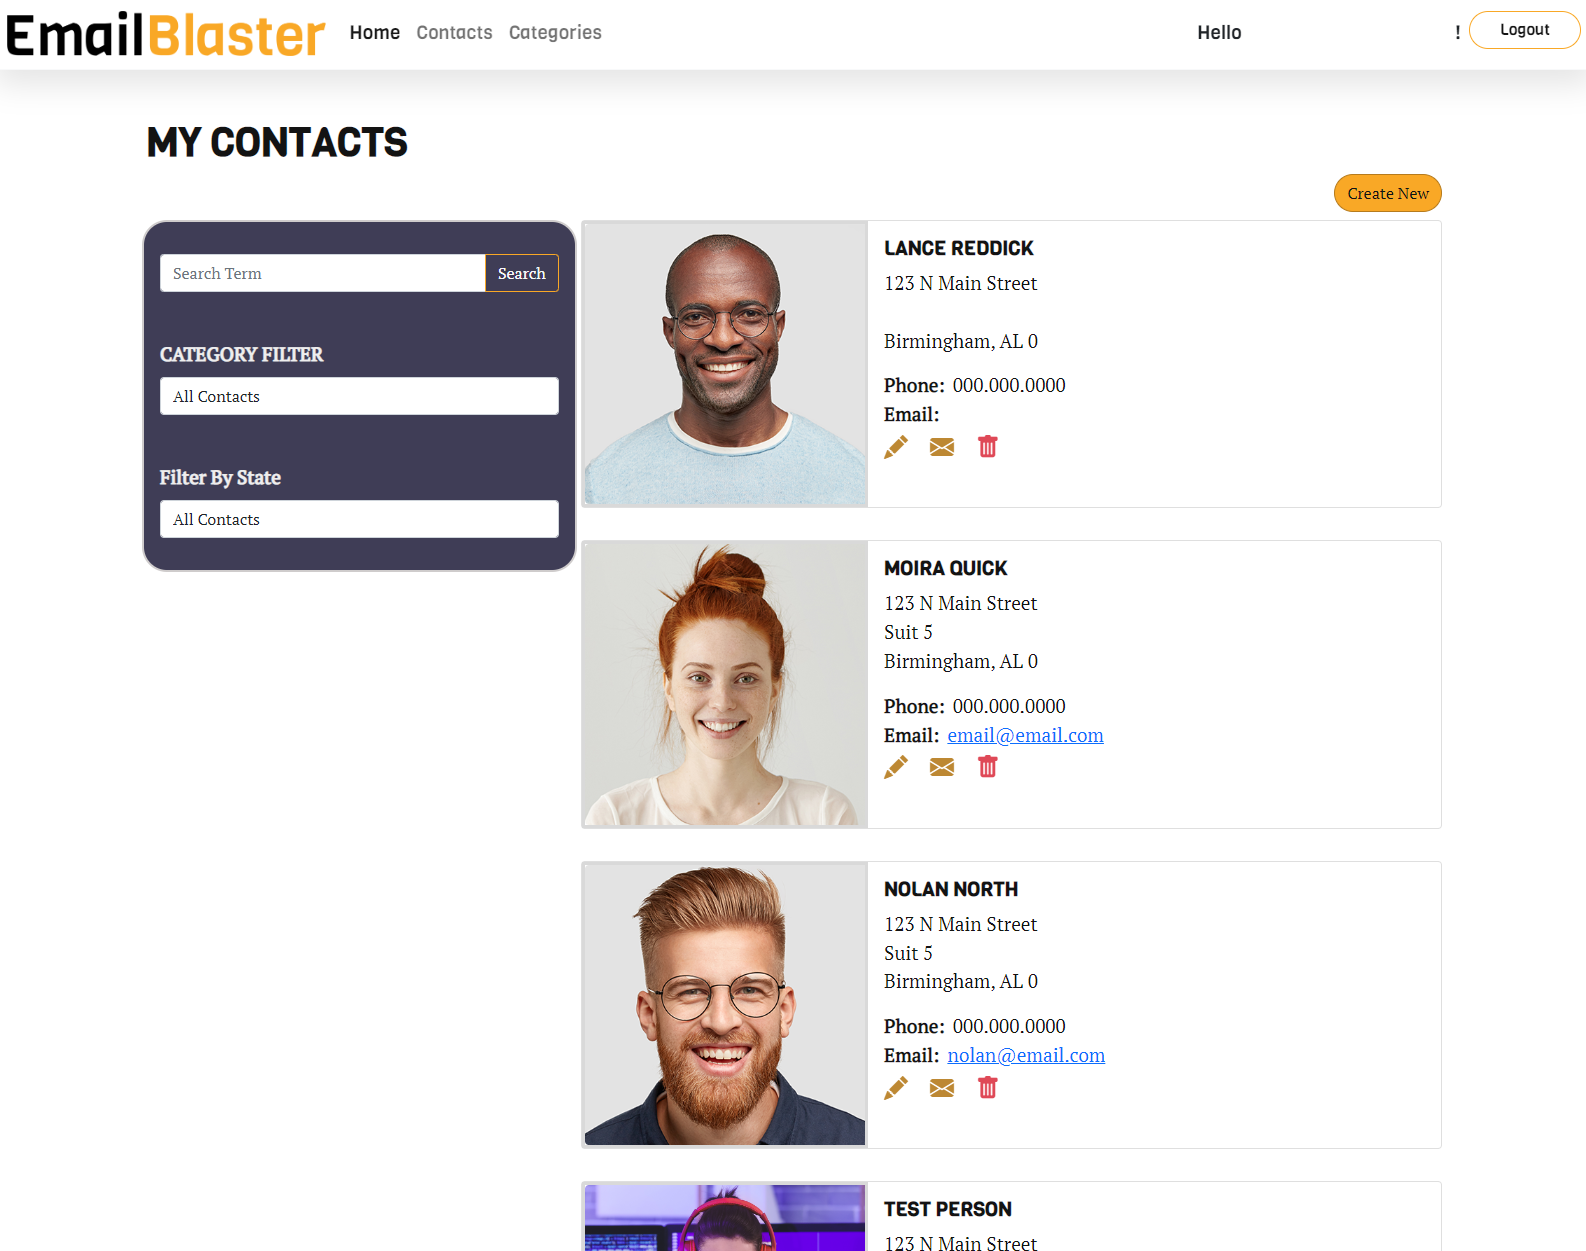 EmailBlaster Home Contacts Categories Hello ! Logout
MY CONTACTS
Create New
Search Term Search
CATEGORY FILTER
All Contacts
Filter By State
All Contacts
LANCE REDDICK
123 N Main Street
Birmingham, AL 0
Phone: 000.000.0000
Email:
MOIRA QUICK
123 N Main Street
Suit 5
Birmingham, AL 0
Phone: 000.000.0000
Email: email@email.com
NOLAN NORTH
123 N Main Street
Suit 5
Birmingham, AL 0
Phone: 000.000.0000
Email: nolan@email.com
TEST PERSON
123 N Main Street